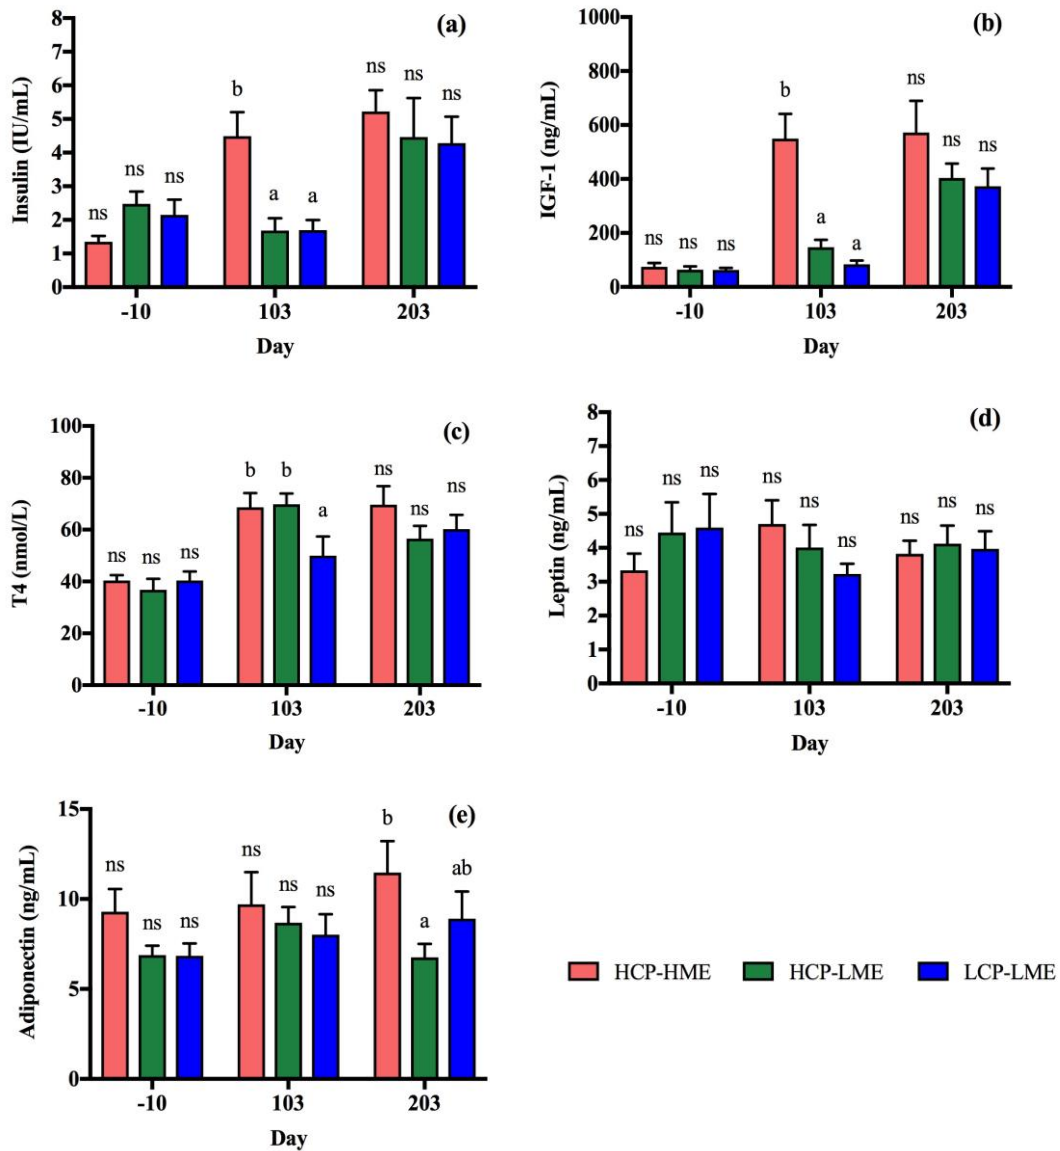 (a)
Insulin (IU/mL)
8
7
6
5
4
3
2
1
0
ns ns ns
b a a
ns ns ns
-10 103 203
Day
(b)
IGF-1 (ng/mL)
1000
800
600
400
200
0
ns ns ns
b a a
ns ns ns
-10 103 203
Day
(c)
T4 (nmol/L)
100
80
60
40
20
0
ns ns ns
b b a
ns ns ns
-10 103 203
Day
(d)
Leptin (ng/mL)
8
7
6
5
4
3
2
1
0
ns ns ns
ns ns ns
ns ns ns
-10 103 203
Day
(e)
Adiponectin (ng/mL)
15
10
5
0
ns ns ns
ns ns ns
b a ab
-10 103 203
Day
HCP-HME HCP-LME LCP-LME